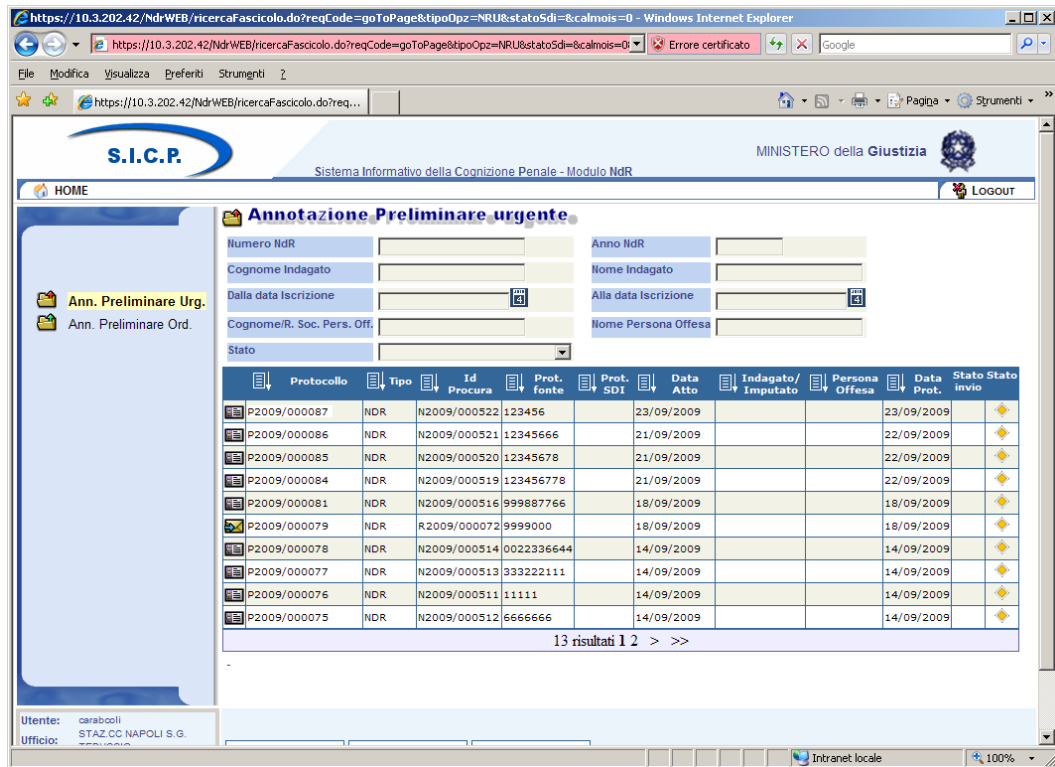 https://10.3.202.42/NdrWEB/ricercaFascicolo.do?reqCode=goToPage&tipoOpz=NRU&statoSdi=&calmois=0 - Windows Internet Explorer
https://10.3.202.42/NdrWEB/ricercaFascicolo.do?reqCode=goToPage&tipoOpz=NRU&statoSdi=&calmois=0 Errore certificato Google
File Modifica Visualizza Preferiti Strumenti ?
https://10.3.202.42/NdrWEB/ricercaFascicolo.do?req... Pagina Strumenti »
S.I.C.P.
Sistema Informativo della Cognizione Penale - Modulo NdR
MINISTERO della Giustizia
HOME LOGOUT
Annotazione Preliminare urgente
Numero NdR Anno NdR
Cognome Indagato Nome Indagato
Dalla data Iscrizione 4 Alla data Iscrizione 4
Cognome/R. Soc. Pers. Off. Nome Persona Offesa
Stato
Ann. Preliminare Urg.
Ann. Preliminare Ord.
Protocollo Tipo Id Procura Prot. fonte Prot. SDI Data Atto Indagato/ Imputato Persona Offesa Data Prot. Stato invio Stato
P2009/000087 NDR N2009/000522 123456 23/09/2009 23/09/2009
P2009/000086 NDR N2009/000521 12345666 21/09/2009 22/09/2009
P2009/000085 NDR N2009/000520 12345678 21/09/2009 22/09/2009
P2009/000084 NDR N2009/000519 123456778 21/09/2009 22/09/2009
P2009/000081 NDR N2009/000516 999887766 18/09/2009 18/09/2009
P2009/000079 NDR R2009/000072 9999000 18/09/2009 18/09/2009
P2009/000078 NDR N2009/000514 0022336644 14/09/2009 14/09/2009
P2009/000077 NDR N2009/000513 333222111 14/09/2009 14/09/2009
P2009/000076 NDR N2009/000511 11111 14/09/2009 14/09/2009
P2009/000075 NDR N2009/000512 6666666 14/09/2009 14/09/2009
13 risultati 1 2 > >>
-
Utente: carabcoli
Ufficio: STAZ.CC NAPOLI S.G.
Intranet locale 100%